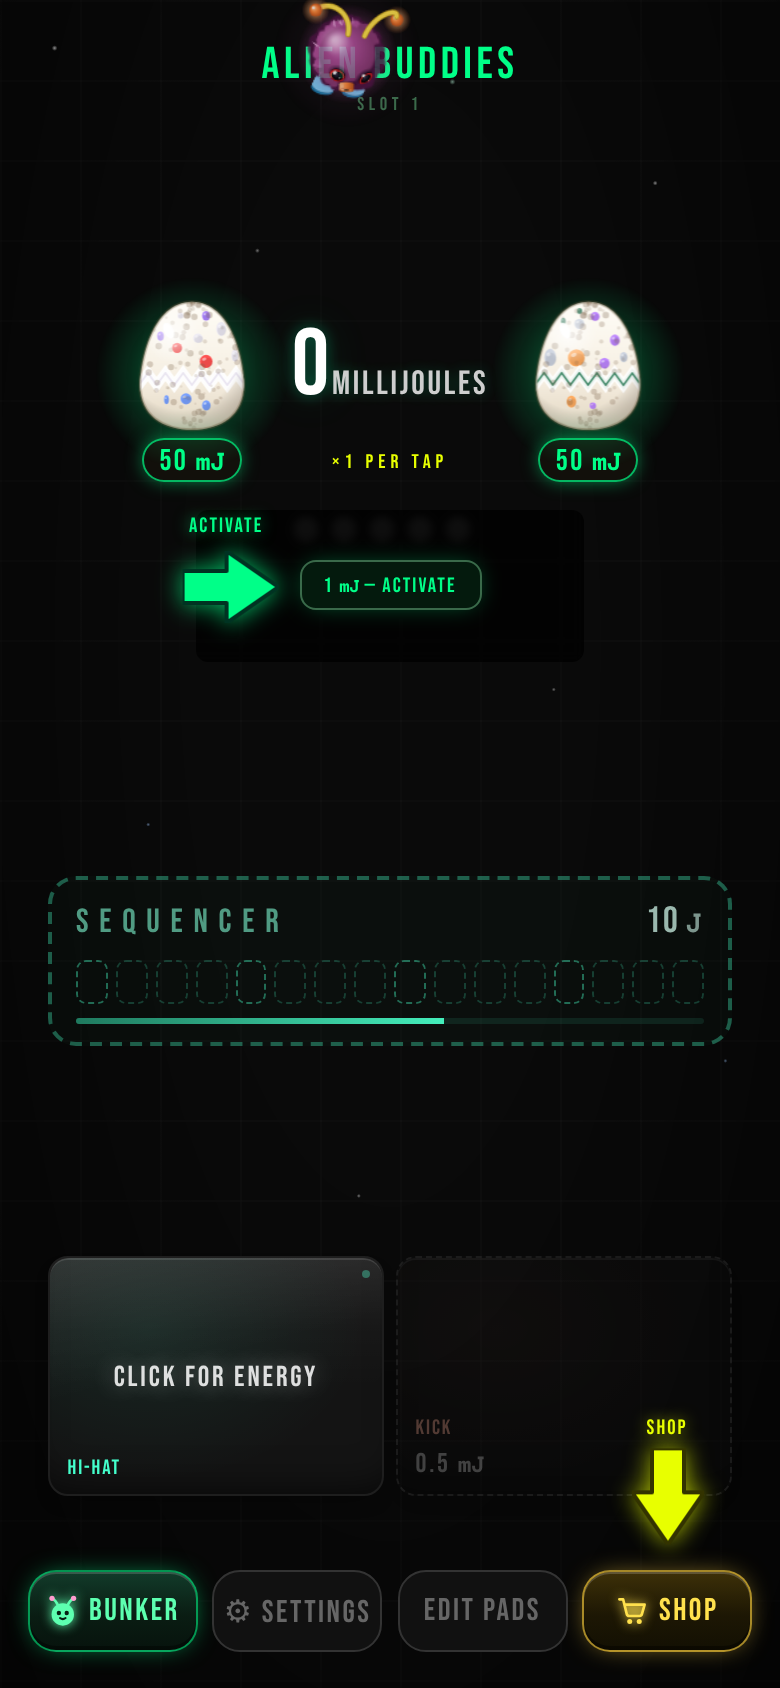 ALIEN BUDDIES
SLOT 1
0 MILLIJOULES
50 mJ
50 mJ
×1 PER TAP
ACTIVATE
1 mJ — ACTIVATE
SEQUENCER
10 J
CLICK FOR ENERGY
HI-HAT
KICK
0.5 mJ
SHOP
BUNKER
SETTINGS
EDIT PADS
SHOP